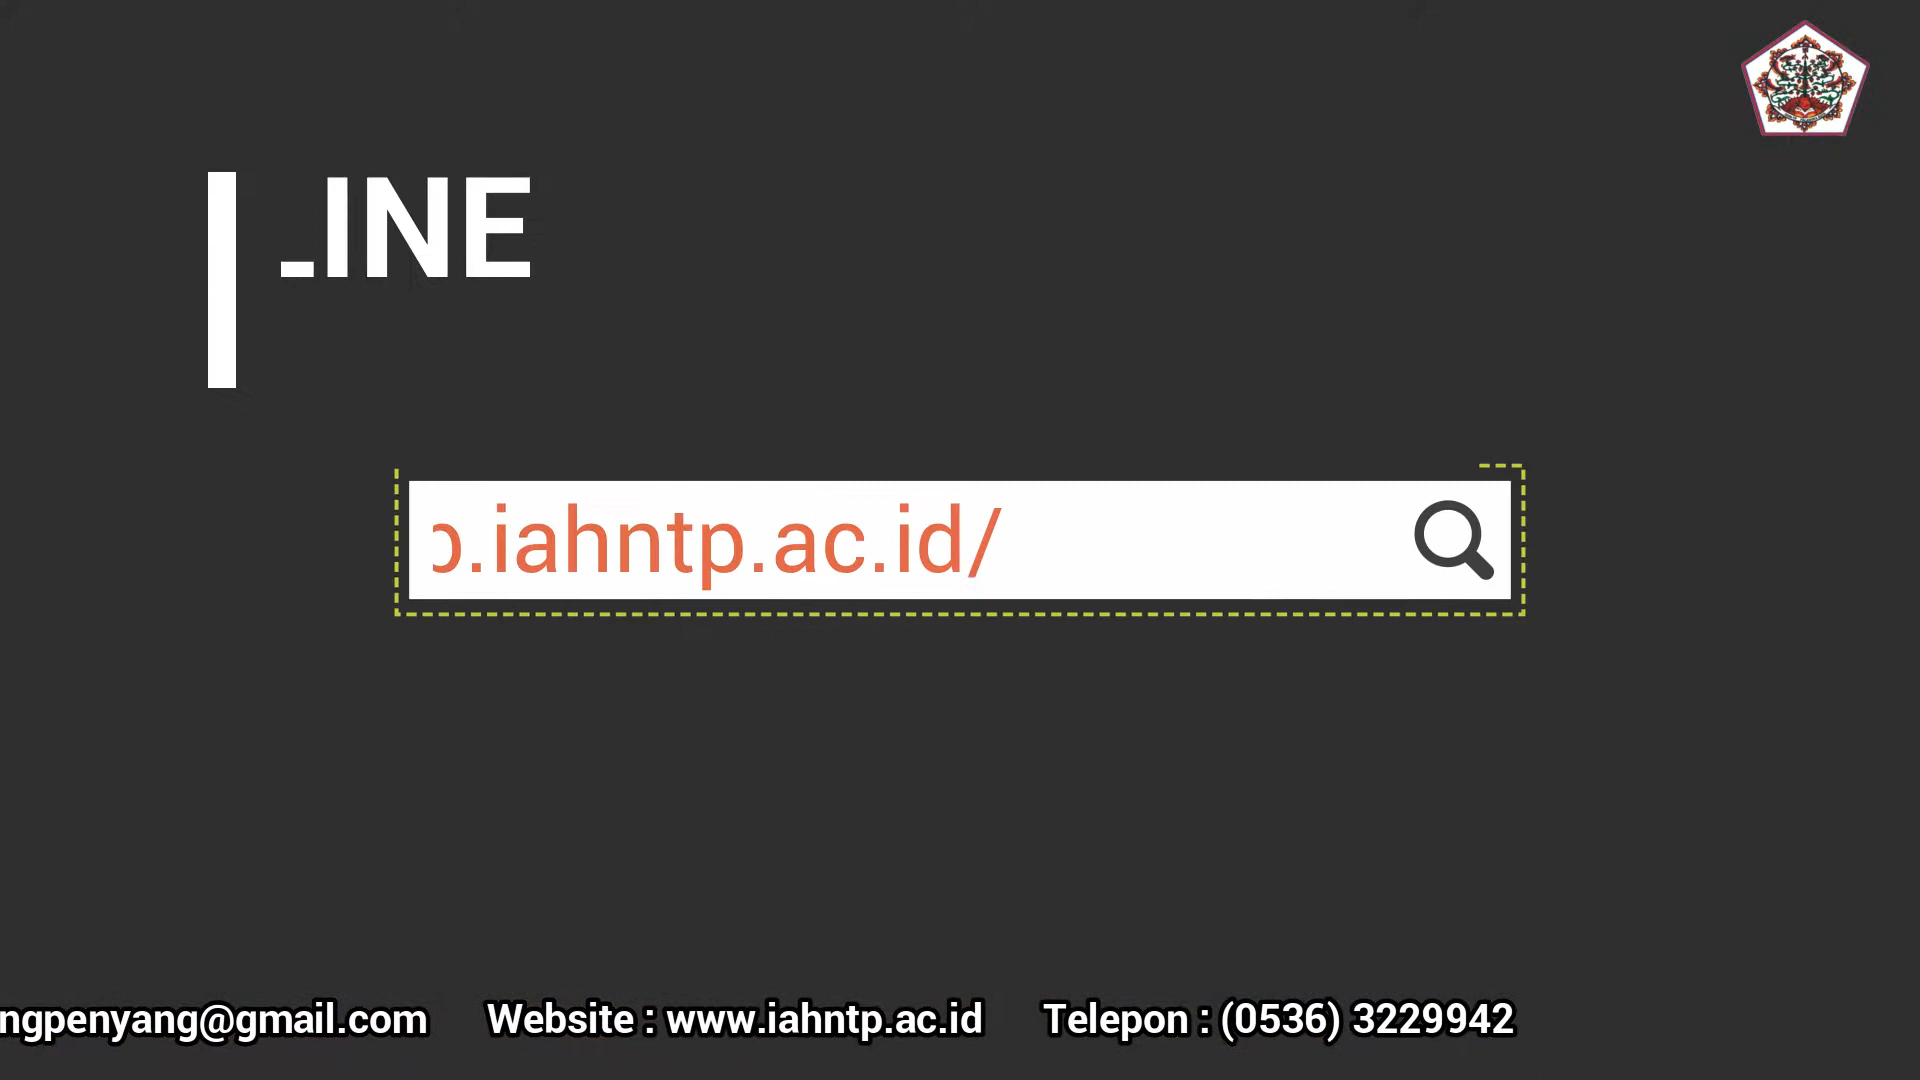 INE
.iahntp.ac.id/
ngpenyang@gmail.com Website : www.iahntp.ac.id Telepon : (0536) 3229942